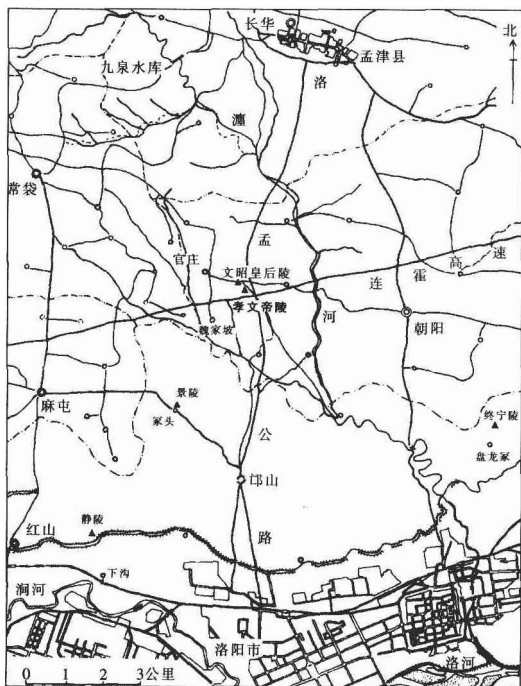 长华
北
孟津县
九泉水库
洛
瀍
常袋
孟
官庄
速
高
霍
连
文昭皇后陵
孝文帝陵
河
朝阳
魏家坡
景陵
麻屯
冢头
终宁陵
公
盘龙冢
邙山
静陵
红山
路
下沟
涧河
洛阳市
洛河
0 1 2 3公里